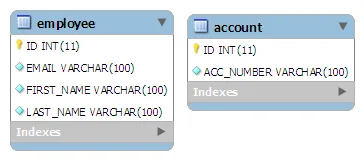 employee
ID INT(11)
EMAIL VARCHAR(100)
FIRST_NAME VARCHAR(100)
LAST_NAME VARCHAR(100)
Indexes
account
ID INT(11)
ACC_NUMBER VARCHAR(100)
Indexes